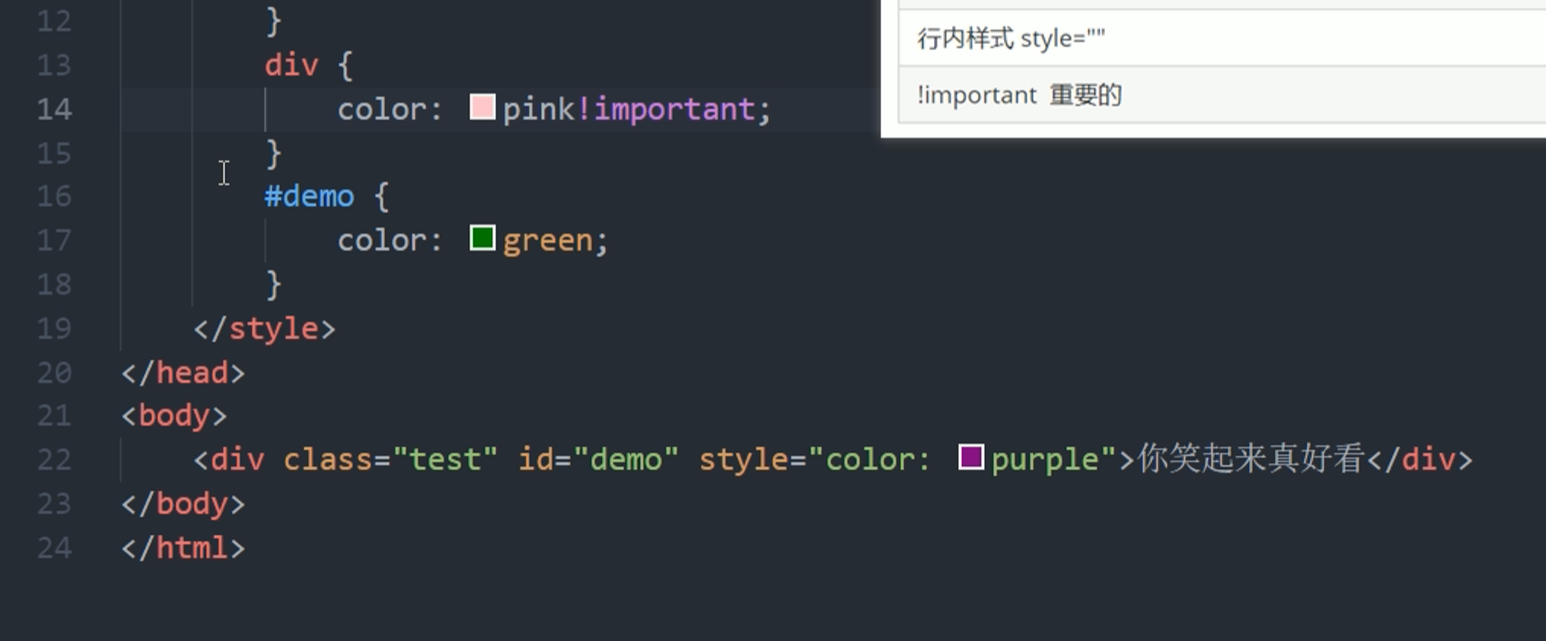 12 }
13 div {
14 color: pink!important;
15 }
16 #demo {
17 color: green;
18 }
19 </style>
20 </head>
21 <body>
22 <div class="test" id="demo" style="color: purple">你笑起来真好看</div>
23 </body>
24 </html>
行内样式 style=""
!important 重要的